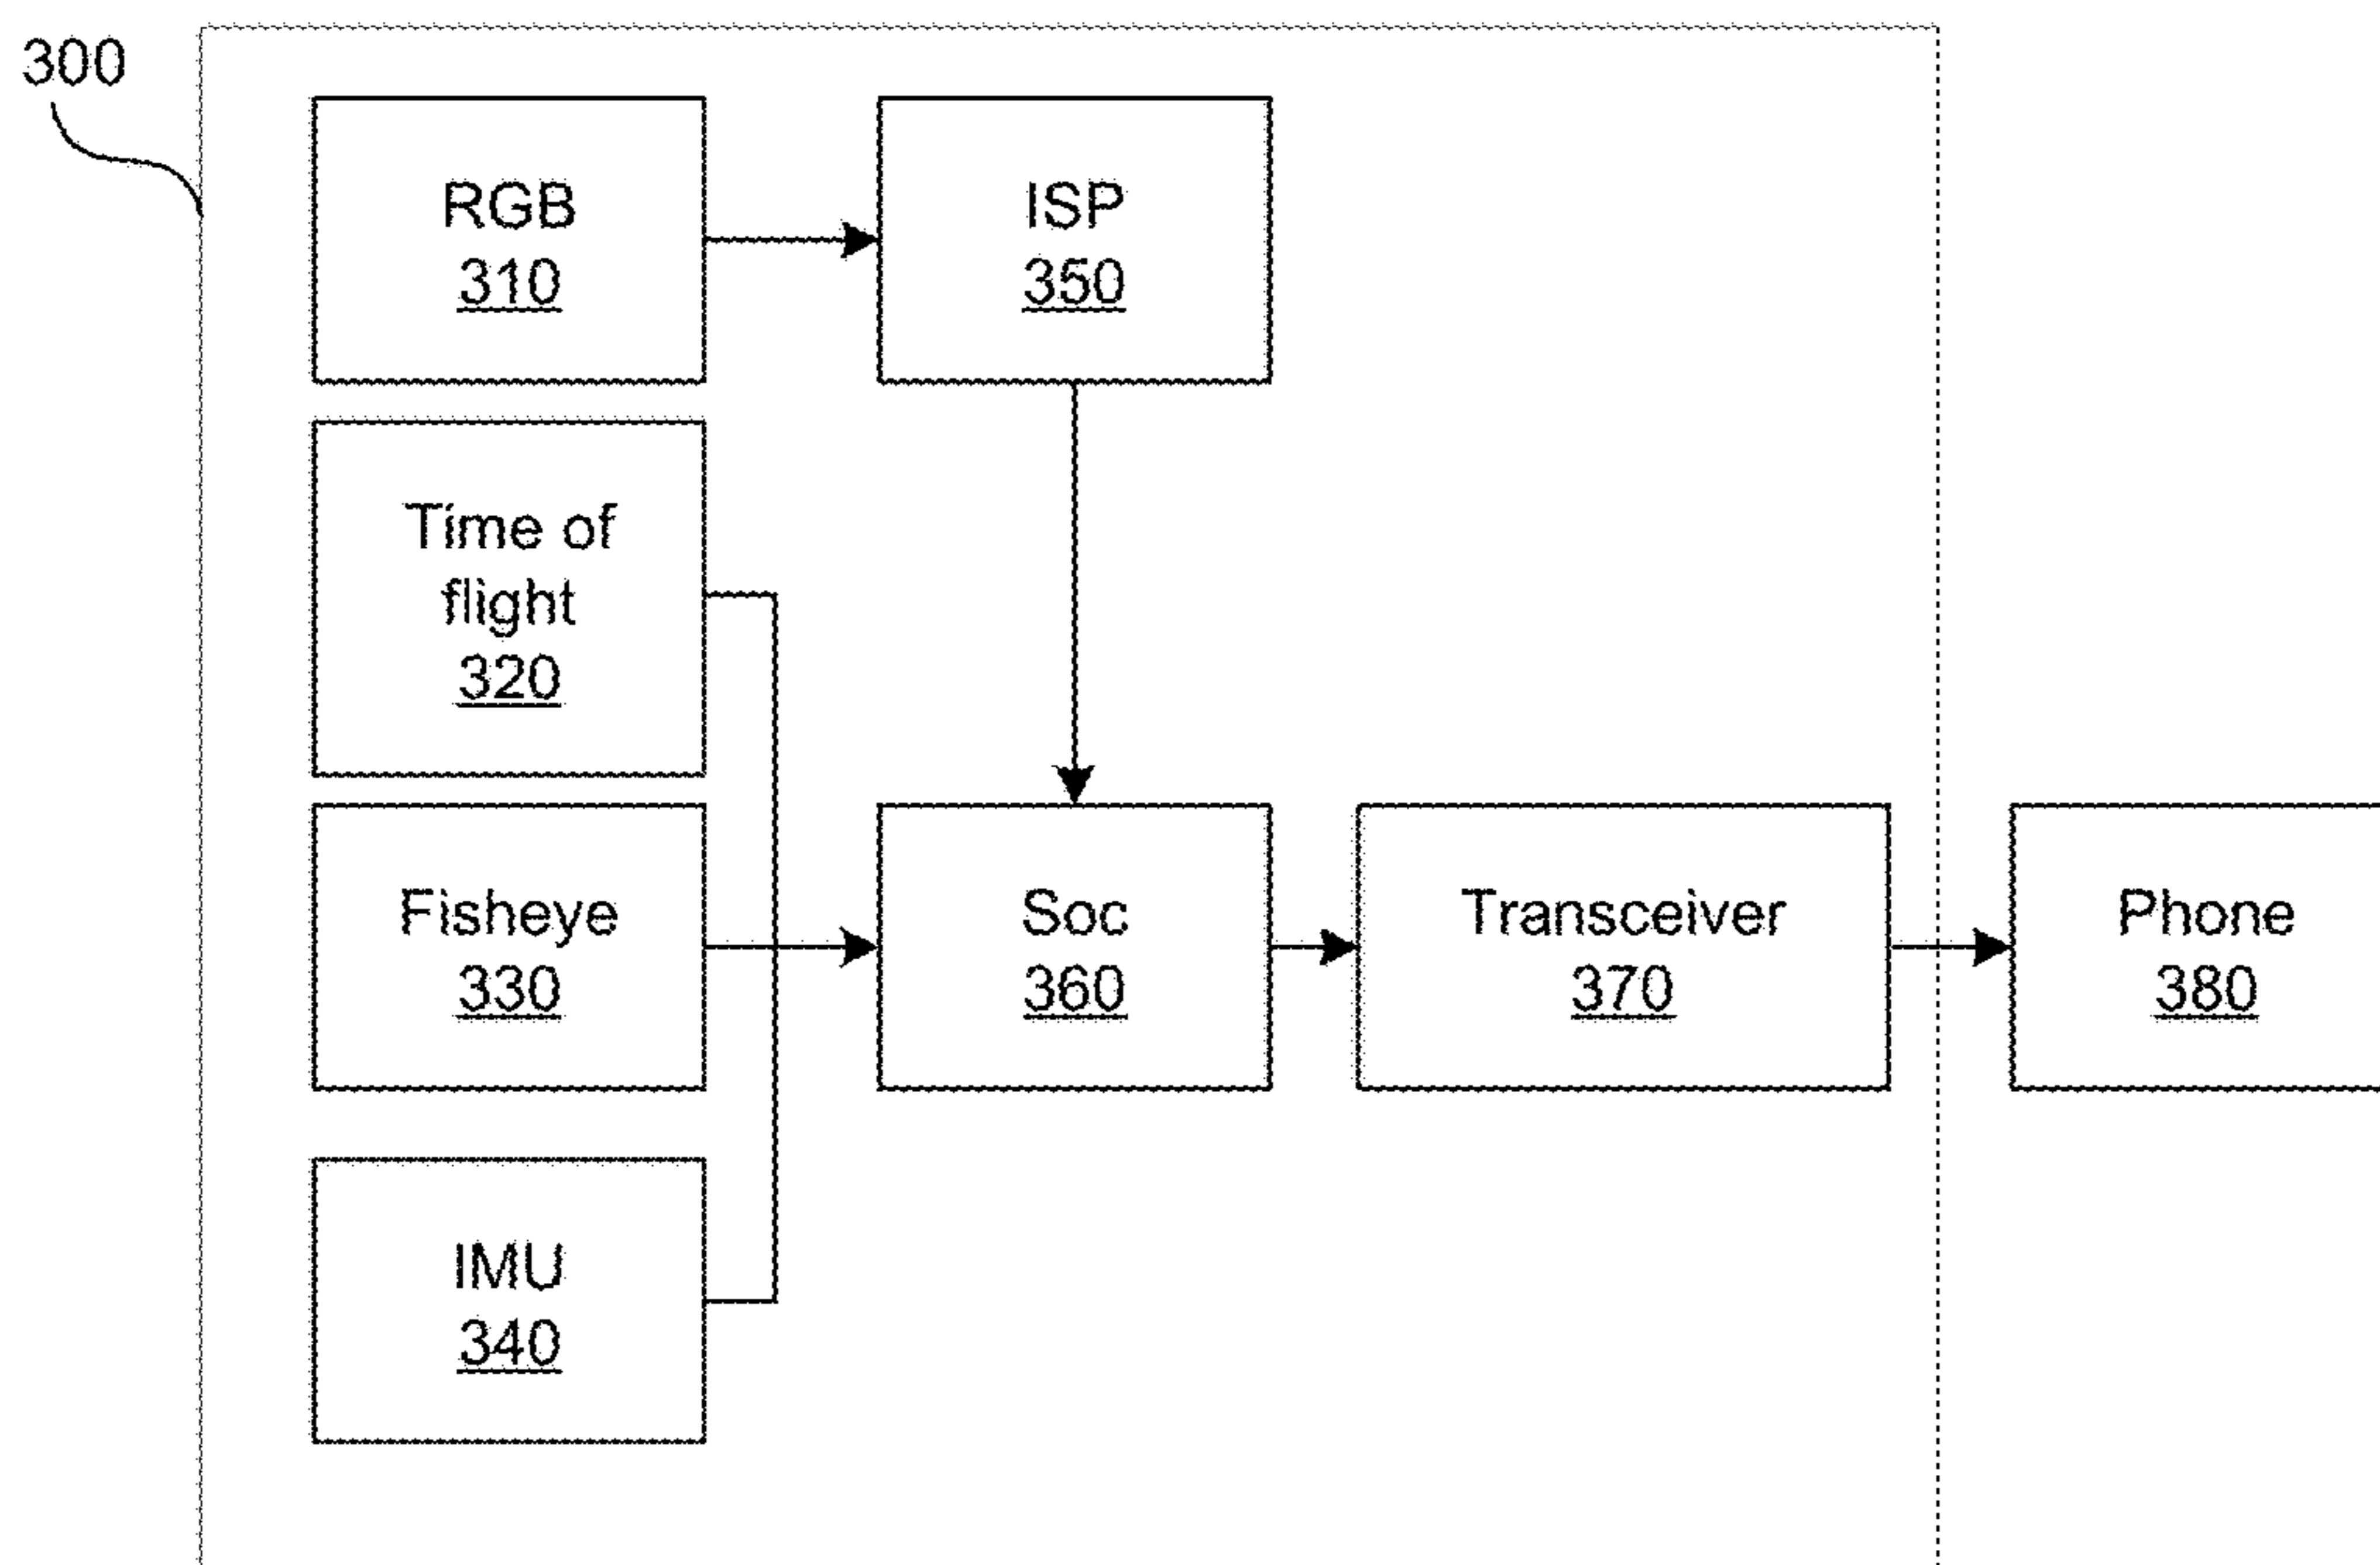 300
RGB
310
ISP
350
Time of
flight
320
Fisheye
330
Soc
360
Transceiver
370
Phone
380
IMU
340